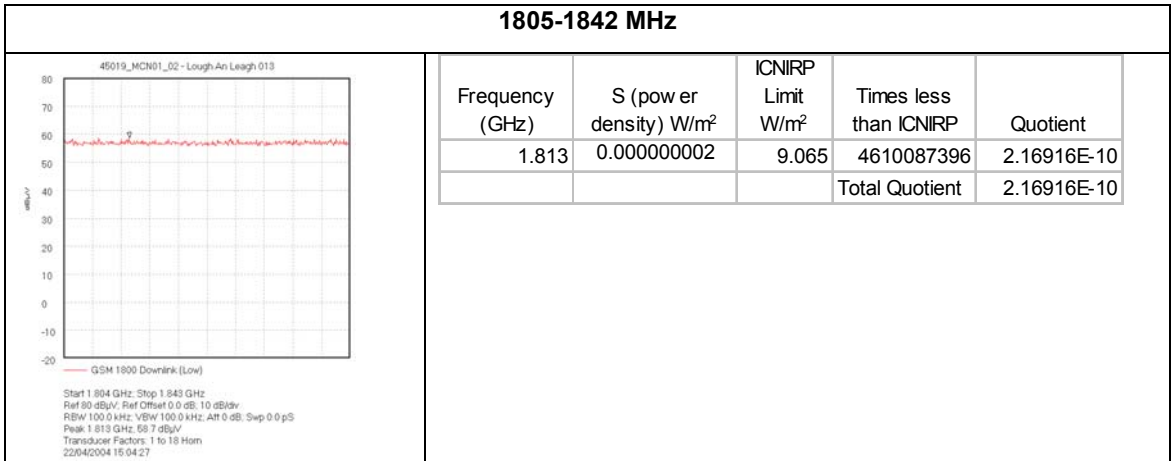 1805-1842 MHz
45019_MCN01_02 - Lough An Leagh 013
80
70
60
50
40
30
20
10
0
-10
-20
dBµV
GSM 1800 Downlink (Low)
Start 1.804 GHz; Stop 1.843 GHz
Ref 80 dBµV; Ref Offset 0.0 dB; 10 dB/div
RBW 100.0 kHz; VBW 100.0 kHz; Att 0 dB; Swp 0.0 pS
Peak 1.813 GHz, 58.7 dBµV
Transducer Factors: 1 to 18 Horn
22/04/2004 15:04:27
Frequency (GHz) S (pow er density) W/m² ICNIRP Limit W/m² Times less than ICNIRP Quotient
1.813 0.000000002 9.065 4610087396 2.16916E-10
Total Quotient 2.16916E-10